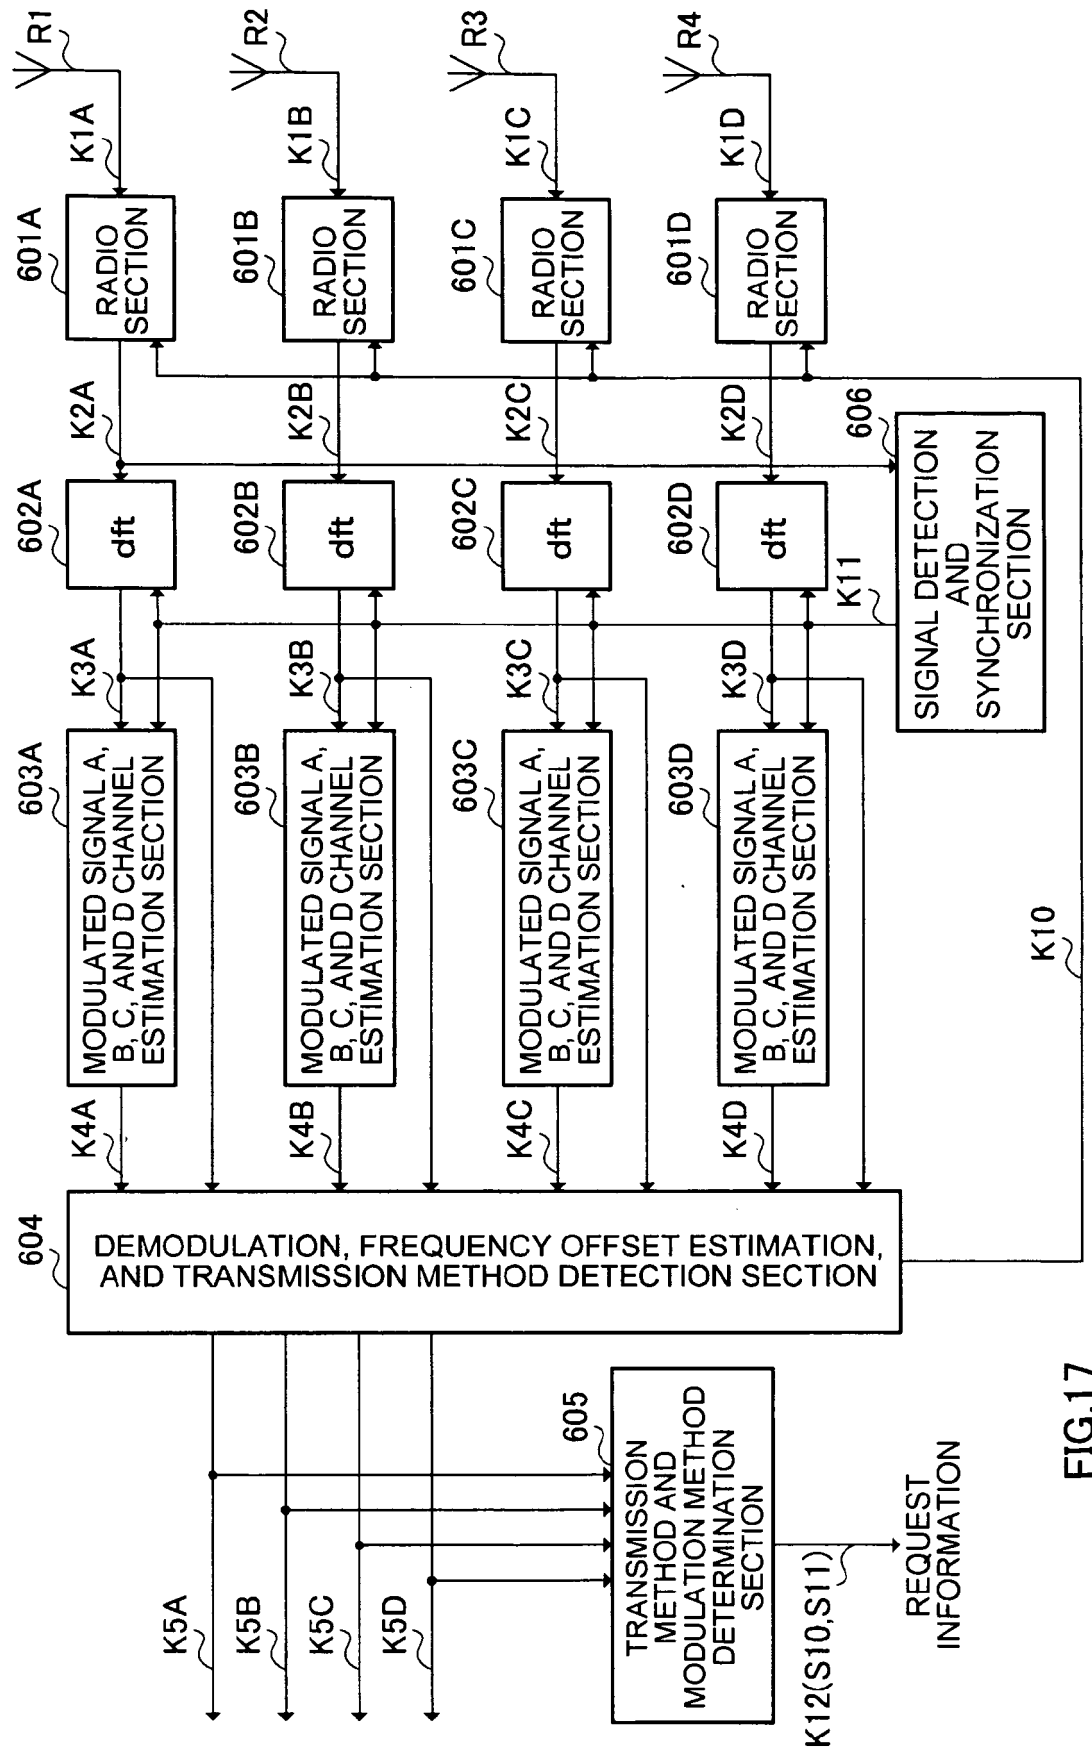 R1
K1A
601A
RADIO
SECTION
K2A
602A
dft
K3A
603A
MODULATED SIGNAL A,
B, C, AND D CHANNEL
ESTIMATION SECTION
K4A
R2
K1B
601B
RADIO
SECTION
K2B
602B
dft
K3B
603B
MODULATED SIGNAL A,
B, C, AND D CHANNEL
ESTIMATION SECTION
K4B
R3
K1C
601C
RADIO
SECTION
K2C
602C
dft
K3C
603C
MODULATED SIGNAL A,
B, C, AND D CHANNEL
ESTIMATION SECTION
K4C
R4
K1D
601D
RADIO
SECTION
K2D
602D
dft
K3D
603D
MODULATED SIGNAL A,
B, C, AND D CHANNEL
ESTIMATION SECTION
K4D
606
SIGNAL DETECTION
AND
SYNCHRONIZATION
SECTION
K11
K10
604
DEMODULATION, FREQUENCY OFFSET ESTIMATION,
AND TRANSMISSION METHOD DETECTION SECTION
K5A
K5B
K5C
K5D
605
TRANSMISSION
METHOD AND
MODULATION METHOD
DETERMINATION
SECTION
K12(S10,S11)
REQUEST
INFORMATION
FIG.17